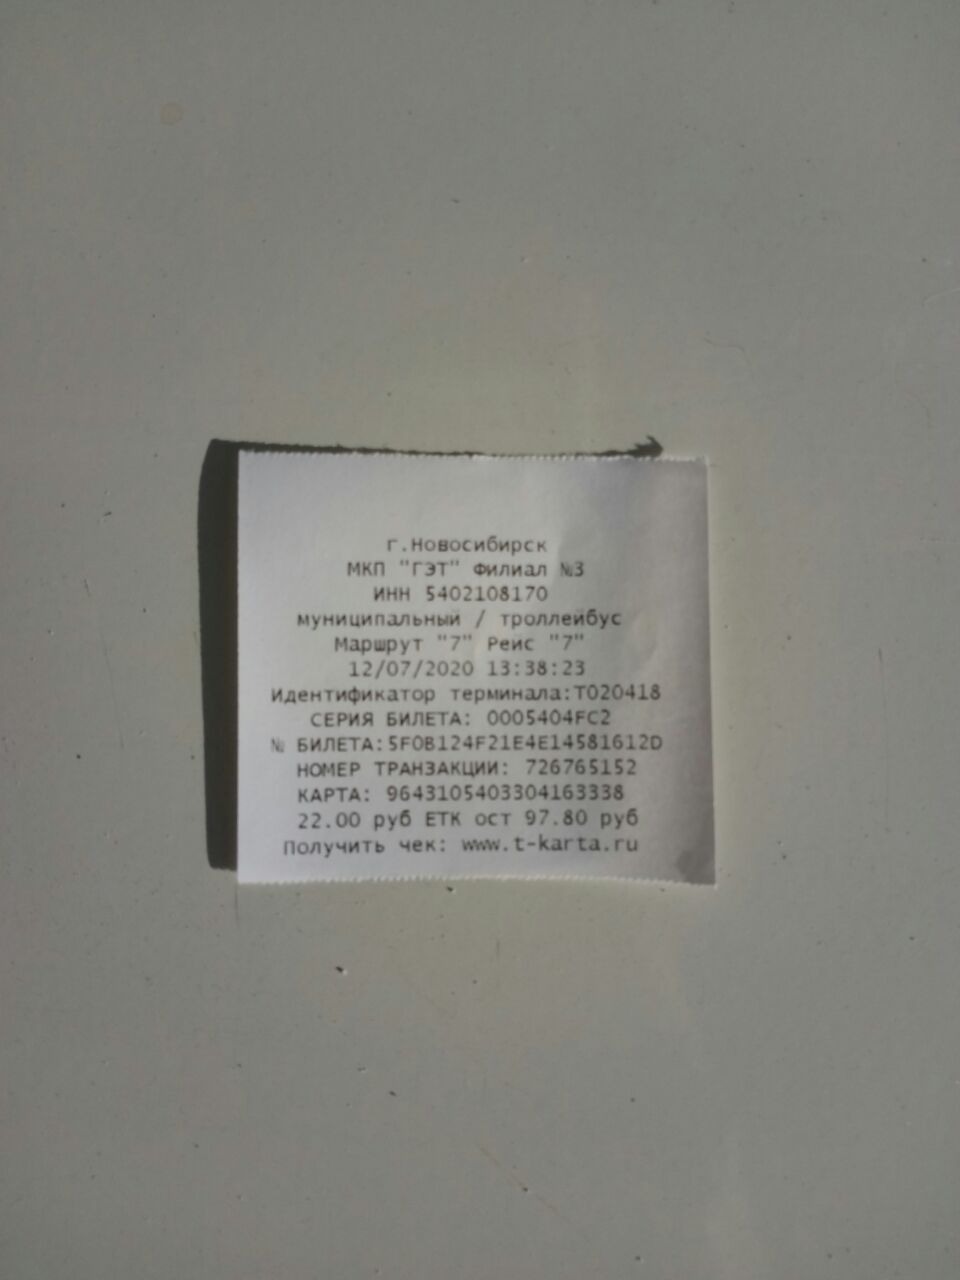 г.Новосибирск
МКП "ГЭТ" Филиал №3
ИНН 5402108170
муниципальный / троллейбус
Маршрут "7" Рейс "7"
12/07/2020 13:38:23
Идентификатор терминала:T020418
СЕРИЯ БИЛЕТА: 0005404FC2
№ БИЛЕТА:5F0B124F21E4E14581612D
НОМЕР ТРАНЗАКЦИИ: 726765152
КАРТА: 9643105403304163338
22.00 руб ЕТК ост 97.80 руб
Получить чек: www.t-karta.ru